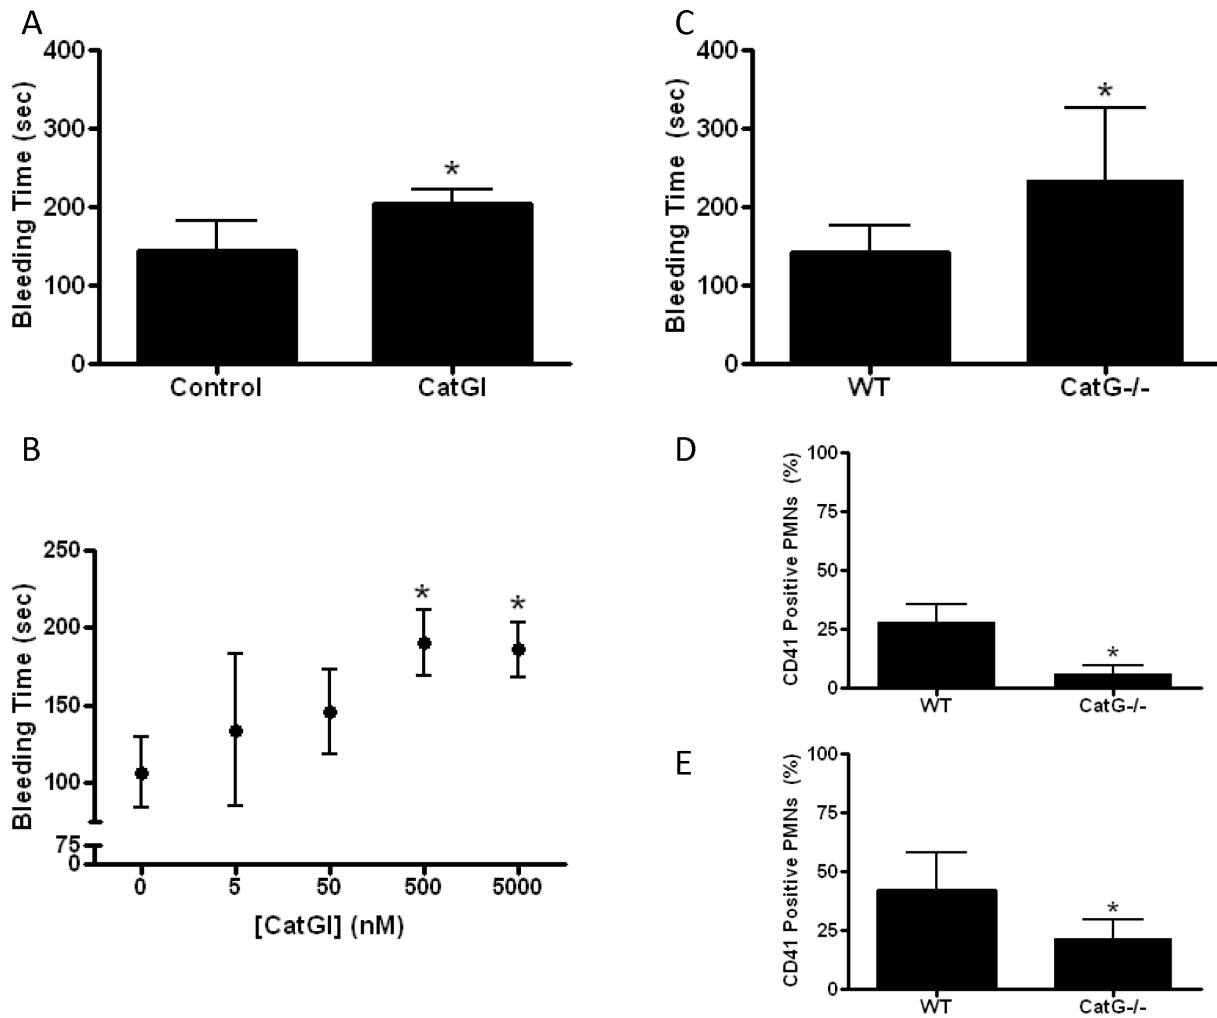 A
Bleeding Time (sec)
400
300
200
100
0
*
Control
CatGI
B
Bleeding Time (sec)
250
200
150
100
75
0
*
*
0
5
50
500
5000
[CatGI] (nM)
C
Bleeding Time (sec)
400
300
200
100
0
*
WT
CatG-/-
D
CD41 Positive PMNs (%)
100
75
50
25
0
*
WT
CatG-/-
E
CD41 Positive PMNs (%)
100
75
50
25
0
*
WT
CatG-/-